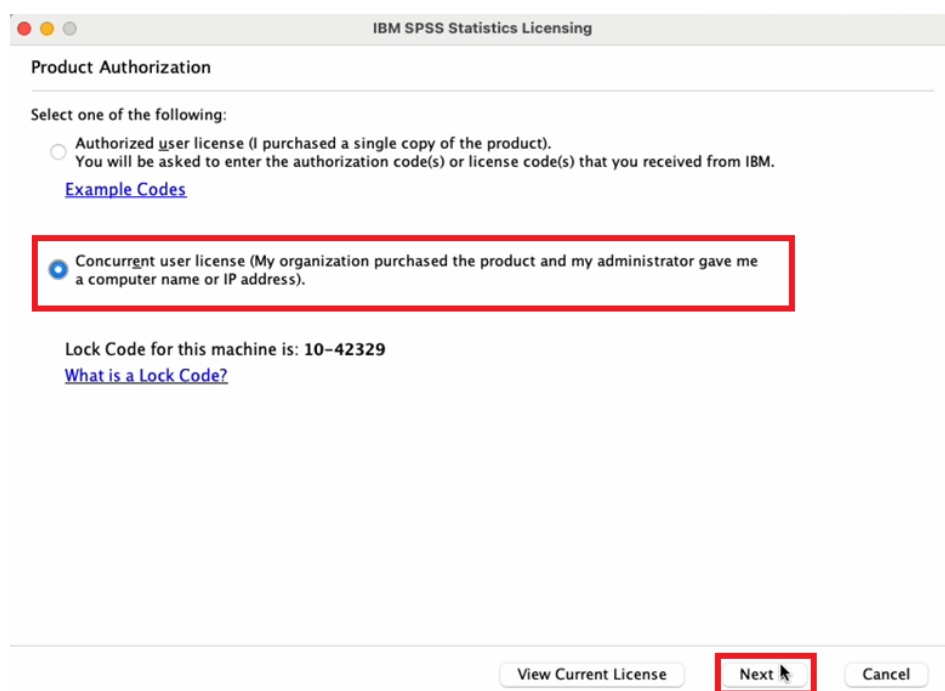 IBM SPSS Statistics Licensing
Product Authorization
Select one of the following:
Authorized user license (I purchased a single copy of the product).
You will be asked to enter the authorization code(s) or license code(s) that you received from IBM.
Example Codes
Concurrent user license (My organization purchased the product and my administrator gave me
a computer name or IP address).
Lock Code for this machine is: 10-42329
What is a Lock Code?
View Current License
Next
Cancel